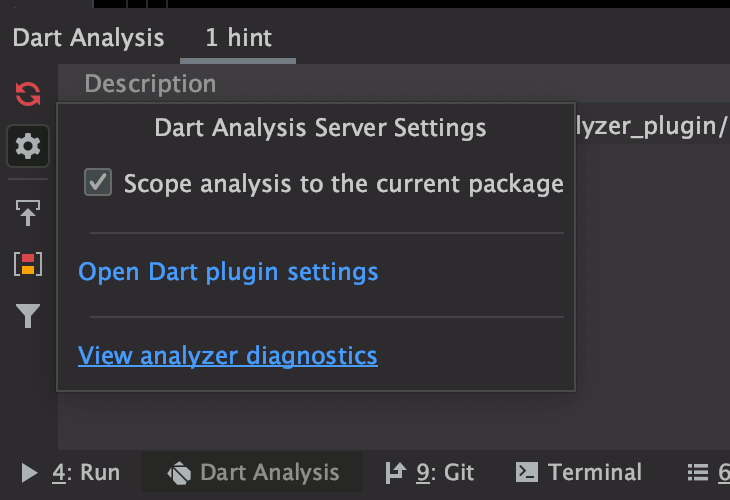 Dart Analysis 1 hint
Description
Dart Analysis Server Settings
lyzer_plugin/
Scope analysis to the current package
Open Dart plugin settings
View analyzer diagnostics
4: Run Dart Analysis 9: Git Terminal 6